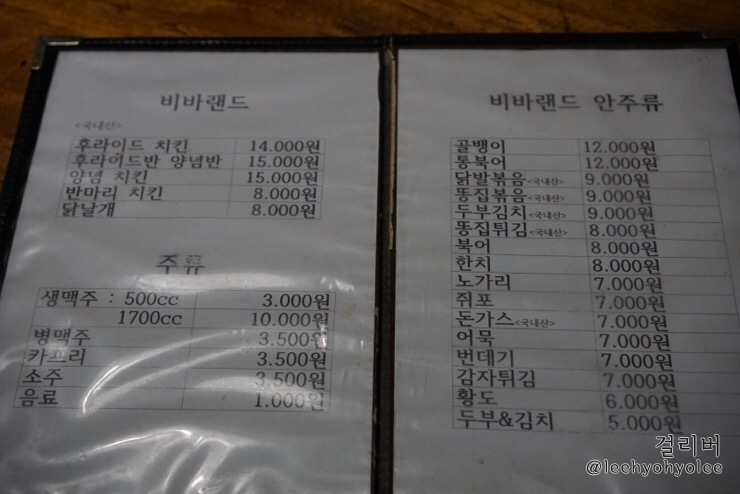 비바랜드
<국내산>
후라이드 치킨 14.000원
후라이드반 양념반 15.000원
양념 치킨 15.000원
반마리 치킨 8.000원
닭날개 8.000원
주류
생맥주 : 500cc 3.000원
1700cc 10.000원
병맥주 3.500원
카프리 3.500원
소주 3.500원
음료 1.000원
비바랜드 안주류
골뱅이 12.000원
통북어 12.000원
닭발볶음<국내산> 9.000원
똥집볶음<국내산> 9.000원
두부김치<국내산> 9.000원
똥집튀김<국내산> 8.000원
북어 8.000원
한치 8.000원
노가리 7.000원
쥐포 7.000원
돈가스<국내산> 7.000원
어묵 7.000원
번데기 7.000원
감자튀김 7.000원
황도 6.000원
두부&김치 5.000원
걸리버
@leehyohyolee